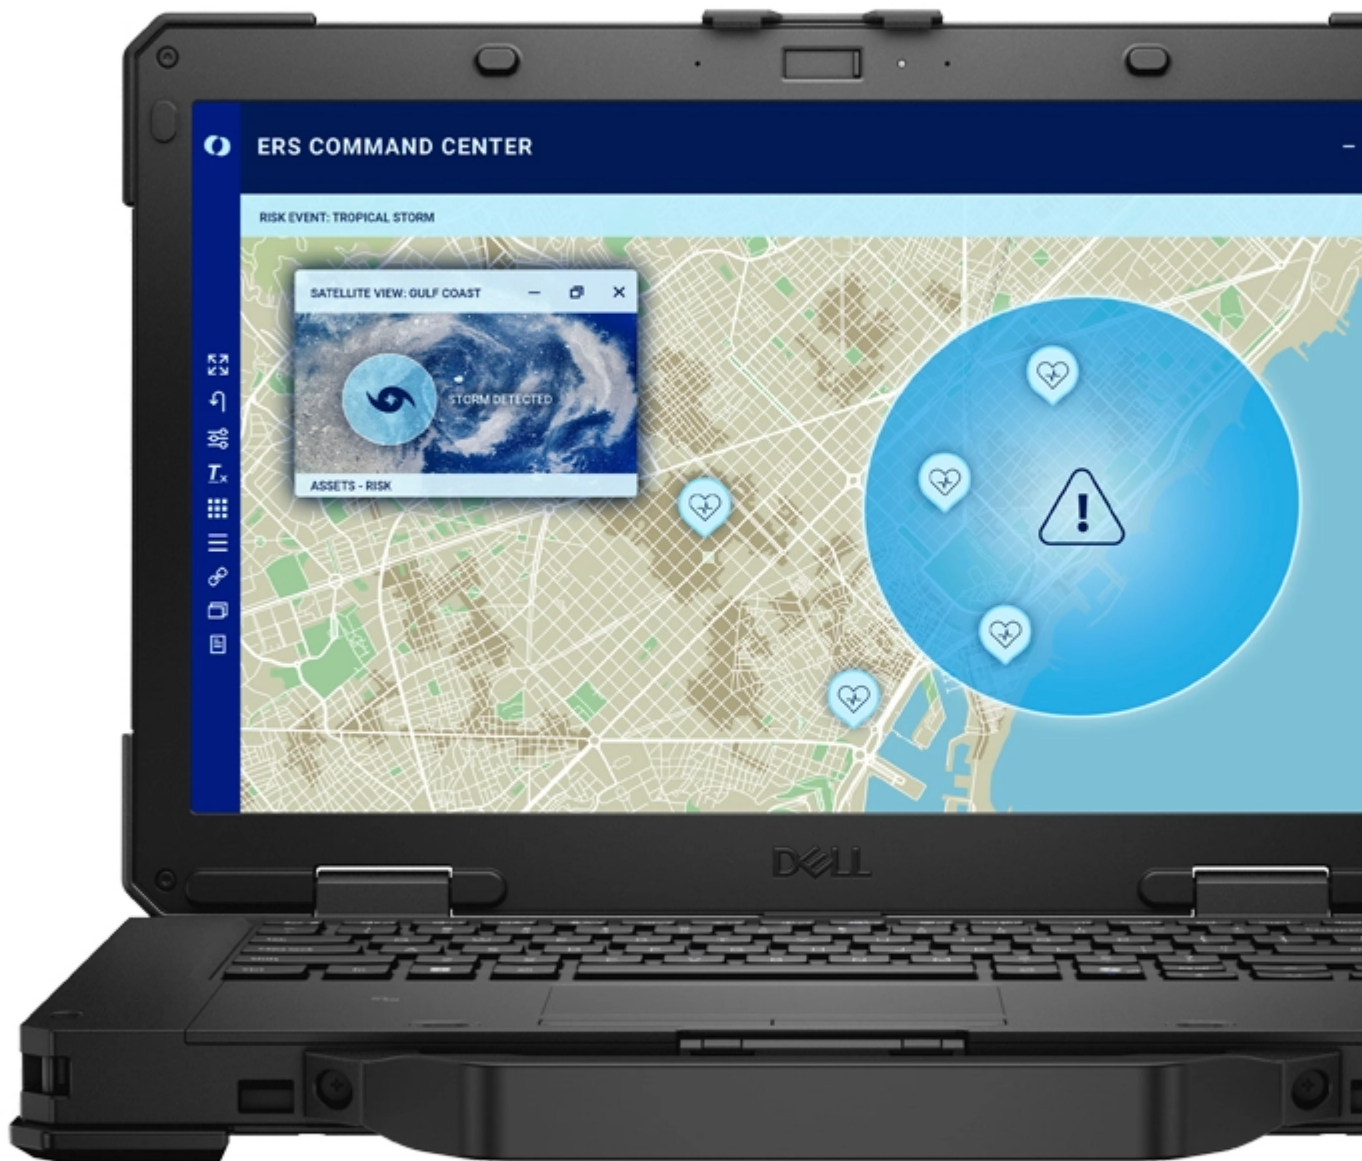 ERS COMMAND CENTER
RISK EVENT: TROPICAL STORM
SATELLITE VIEW: GULF COAST
STORM DETECTED
ASSETS - RISK
DELL